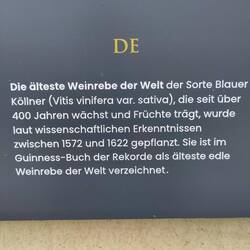 DE
Die älteste Weinrebe der Welt der Sorte Blauer
Köllner (Vitis vinifera var. sativa), die seit über
400 Jahren wächst und Früchte trägt, wurde
laut wissenschaftlichen Erkenntnissen
zwischen 1572 und 1622 gepflanzt. Sie ist im
Guinness-Buch der Rekorde als älteste edle
Weinrebe der Welt verzeichnet.